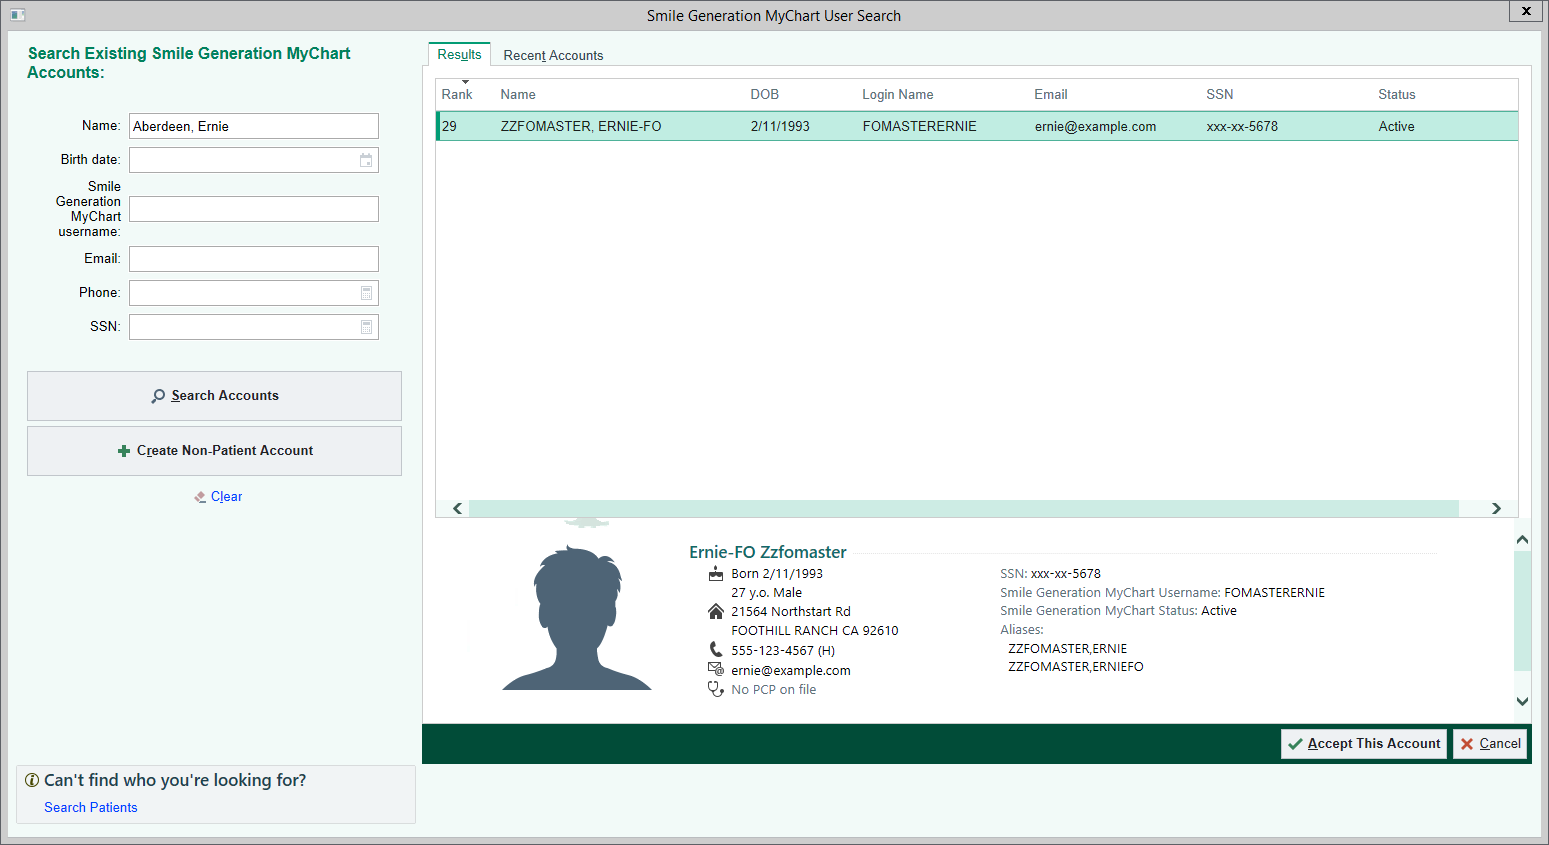 Smile Generation MyChart User Search
X
Search Existing Smile Generation MyChart
Accounts:
Name: Aberdeen, Ernie
Birth date:
Smile
Generation
MyChart
username:
Email:
Phone:
SSN:
Search Accounts
Create Non-Patient Account
Clear
Can't find who you're looking for?
Search Patients
Results Recent Accounts
Rank Name DOB Login Name Email SSN Status
29 ZZFOMASTER, ERNIE-FO 2/11/1993 FOMASTERERNIE ernie@example.com xxx-xx-5678 Active
Ernie-FO Zzfomaster
Born 2/11/1993
27 y.o. Male
21564 Northstart Rd
FOOTHILL RANCH CA 92610
555-123-4567 (H)
ernie@example.com
No PCP on file
SSN: xxx-xx-5678
Smile Generation MyChart Username: FOMASTERERNIE
Smile Generation MyChart Status: Active
Aliases:
ZZFOMASTER,ERNIE
ZZFOMASTER,ERNIEFO
Accept This Account Cancel